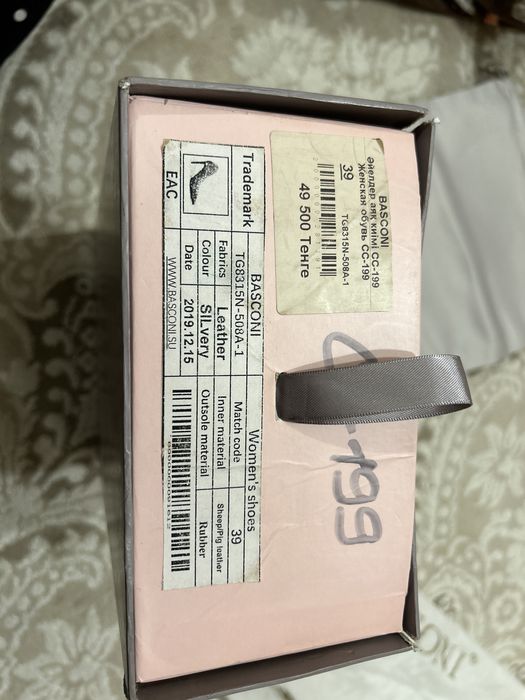 BASCONI
Әйелдер аяқ киімі СС-199
Женская обувь СС-199
39
TG8315N-508A-1
49 500 Тенге
Trademark BASCONI Women's shoes
TG8315N-508A-1 Match code 39
Fabrics Leather Inner material Sheep/Pig leather
Colour SILvery Outsole material Rubber
EAC Date 2019.12.15
WWW.BASCONI.SU
C-199